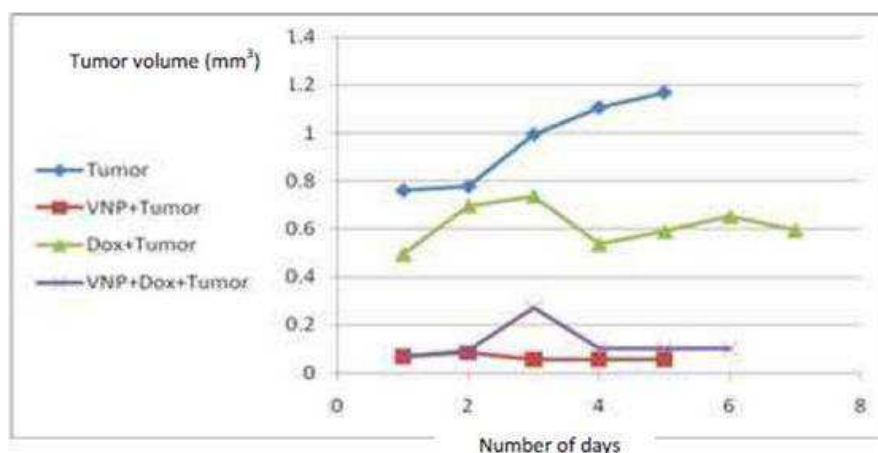 Tumor volume (mm³)
1.4
1.2
1
0.8
0.6
0.4
0.2
0
Tumor
VNP+Tumor
Dox+Tumor
VNP+Dox+Tumor
0 2 4 6 8
Number of days